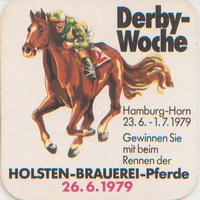 Derby-
Woche
Hamburg-Horn
23. 6. - 1. 7. 1979
Gewinnen Sie
mit beim
Rennen der
HOLSTEN-BRAUEREI-Pferde
26. 6. 1979